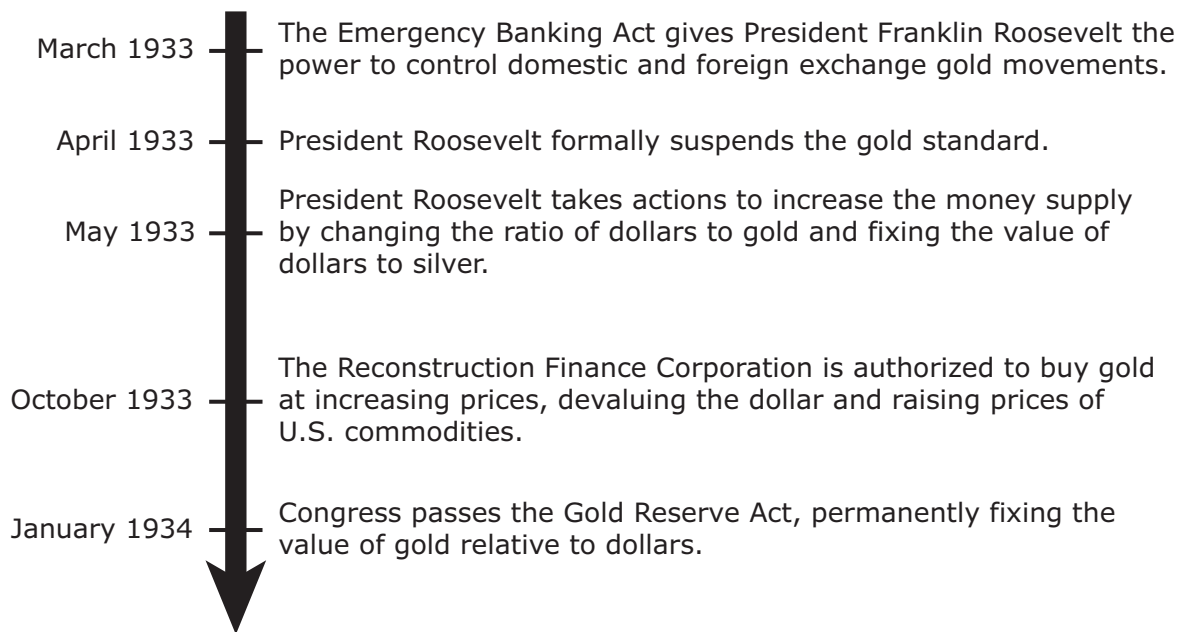 March 1933
The Emergency Banking Act gives President Franklin Roosevelt the
power to control domestic and foreign exchange gold movements.
April 1933
President Roosevelt formally suspends the gold standard.
May 1933
President Roosevelt takes actions to increase the money supply
by changing the ratio of dollars to gold and fixing the value of
dollars to silver.
October 1933
The Reconstruction Finance Corporation is authorized to buy gold
at increasing prices, devaluing the dollar and raising prices of
U.S. commodities.
January 1934
Congress passes the Gold Reserve Act, permanently fixing the
value of gold relative to dollars.